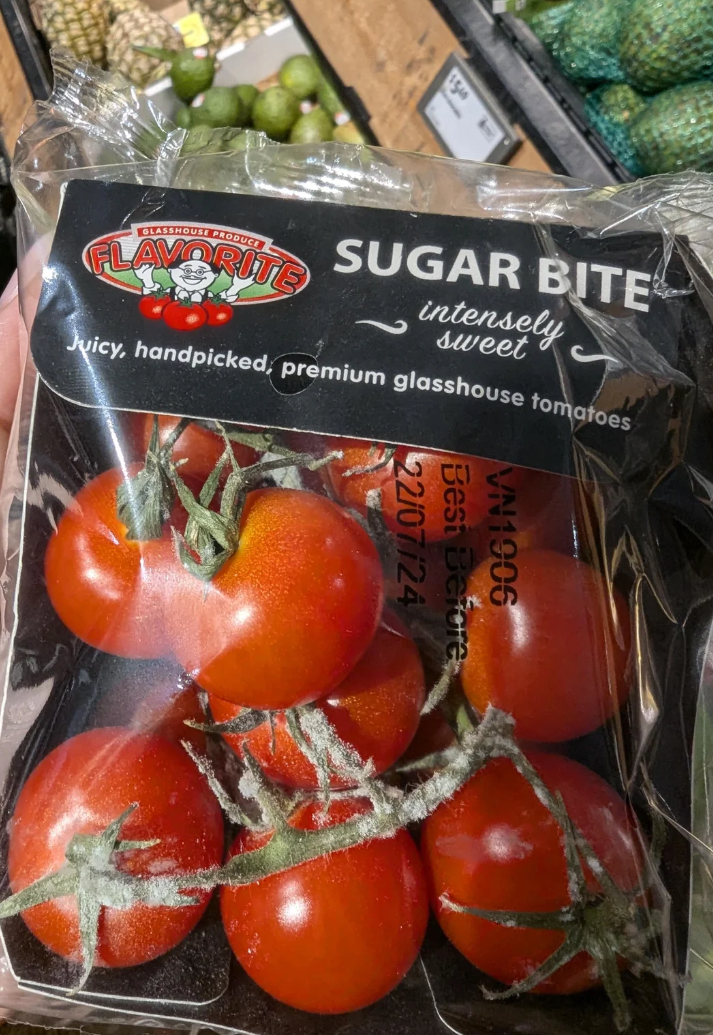 GLASSHOUSE PRODUCE
FLAVORITE
SUGAR BITE
intensely
sweet
Juicy, handpicked, premium glasshouse tomatoes
VN1906
Best Before
22/07/24